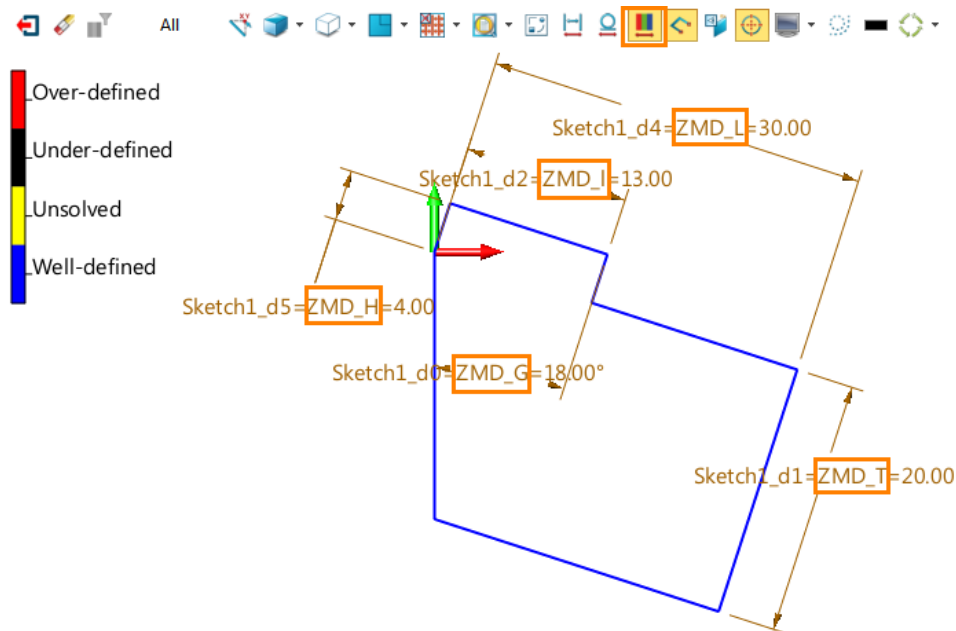 All
Over-defined
Under-defined
Unsolved
Well-defined
Sketch1_d4=ZMD_L=30.00
Sketch1_d2=ZMD_l=13.00
Sketch1_d5=ZMD_H=4.00
Sketch1_d0=ZMD_G=18.00°
Sketch1_d1=ZMD_T=20.00